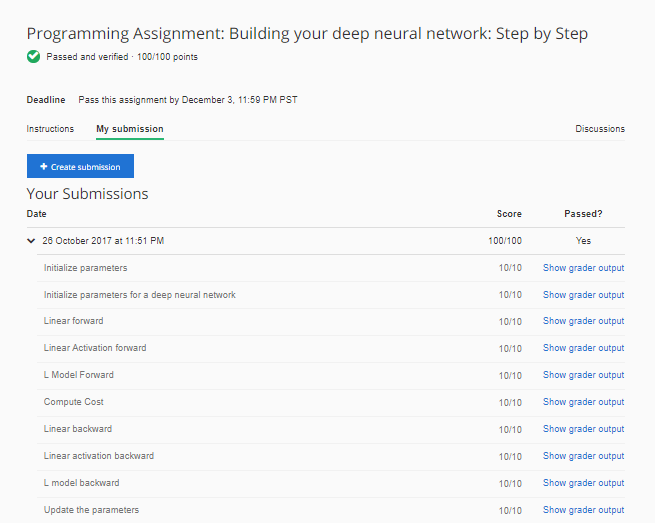 Programming Assignment: Building your deep neural network: Step by Step
Passed and verified · 100/100 points
Deadline Pass this assignment by December 3, 11:59 PM PST
Instructions My submission Discussions
+ Create submission
Your Submissions
Date Score Passed?
26 October 2017 at 11:51 PM 100/100 Yes
Initialize parameters 10/10 Show grader output
Initialize parameters for a deep neural network 10/10 Show grader output
Linear forward 10/10 Show grader output
Linear Activation forward 10/10 Show grader output
L Model Forward 10/10 Show grader output
Compute Cost 10/10 Show grader output
Linear backward 10/10 Show grader output
Linear activation backward 10/10 Show grader output
L model backward 10/10 Show grader output
Update the parameters 10/10 Show grader output